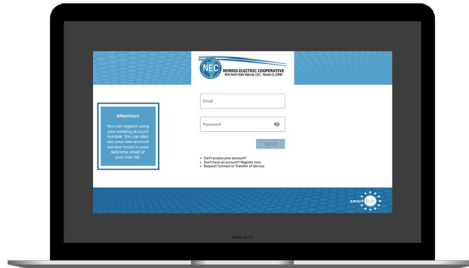 NEC
NORRIS ELECTRIC COOPERATIVE
Attention!
You can register using
your existing account
number. You can also
use your new account
number found in your
welcome email or
your new bill.
Email
Password
Sign In
Can't access your account?
Don't have an account? Register now.
Request Connect or Transfer of Service
smart